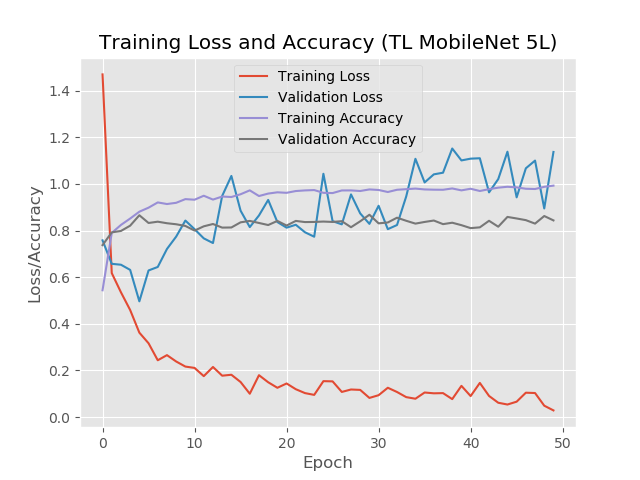 Training Loss and Accuracy (TL MobileNet 5L)
Training Loss
Validation Loss
Training Accuracy
Validation Accuracy
Loss/Accuracy
1.4
1.2
1.0
0.8
0.6
0.4
0.2
0.0
0 10 20 30 40 50
Epoch